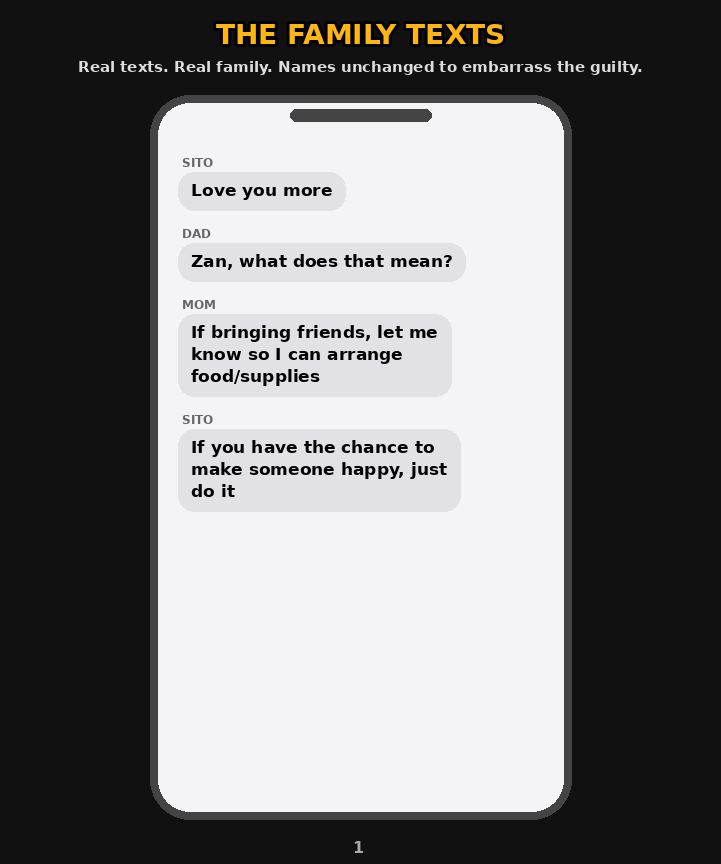 THE FAMILY TEXTS
Real texts. Real family. Names unchanged to embarrass the guilty.
SITO
Love you more
DAD
Zan, what does that mean?
MOM
If bringing friends, let me
know so I can arrange
food/supplies
SITO
If you have the chance to
make someone happy, just
do it
1